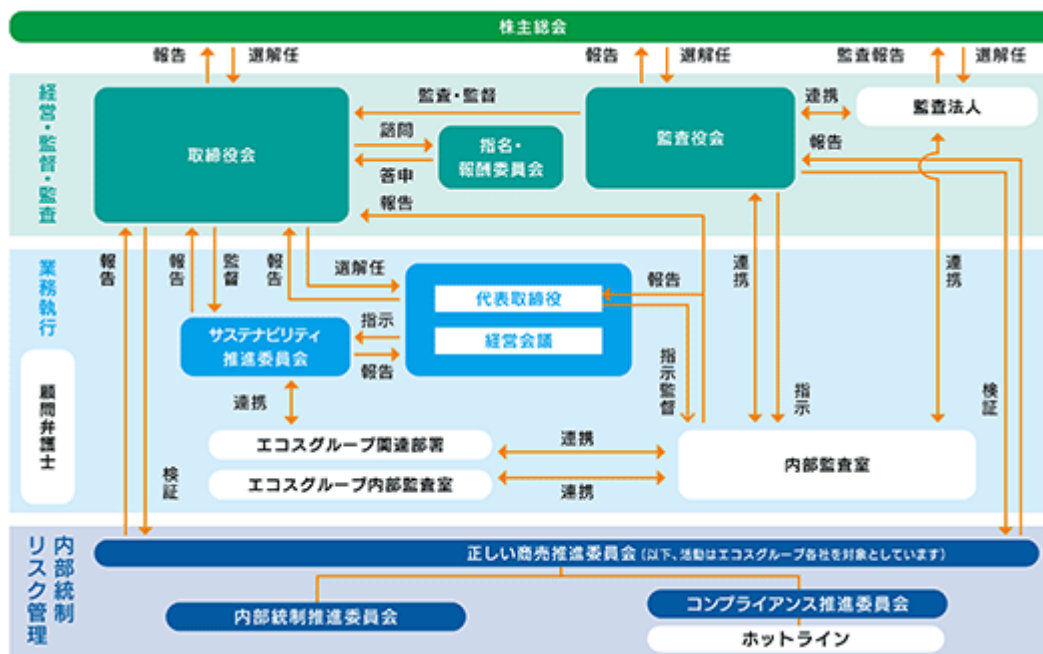 株主総会
報告
選解任
報告
選解任
監査報告
選解任
経営・監督・監査
取締役会
監査・監督
諮問
答申
指名・
報酬委員会
監査役会
連携
監査法人
報告
報告
業務執行
報告
報告
監督
報告
選解任
代表取締役
経営会議
報告
連携
連携
サステナビリティ
推進委員会
指示
報告
指示監督
指示
検証
顧問弁護士
連携
エコスグループ関連部署
連携
エコスグループ内部監査室
連携
内部監査室
検証
内部統制
リスク管理
正しい商売推進委員会(以下、活動はエコスグループ各社を対象としています)
内部統制推進委員会
コンプライアンス推進委員会
ホットライン